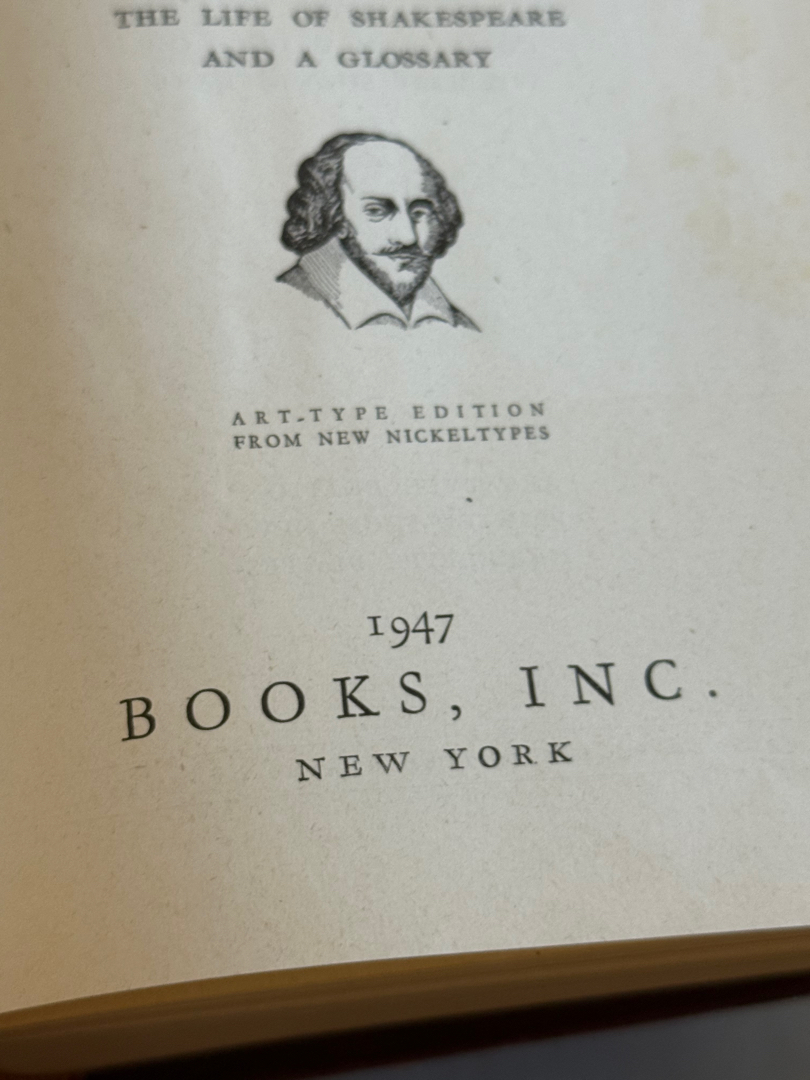 THE LIFE OF SHAKESPEARE
AND A GLOSSARY
ART-TYPE EDITION
FROM NEW NICKELTYPES
1947
BOOKS, INC.
NEW YORK